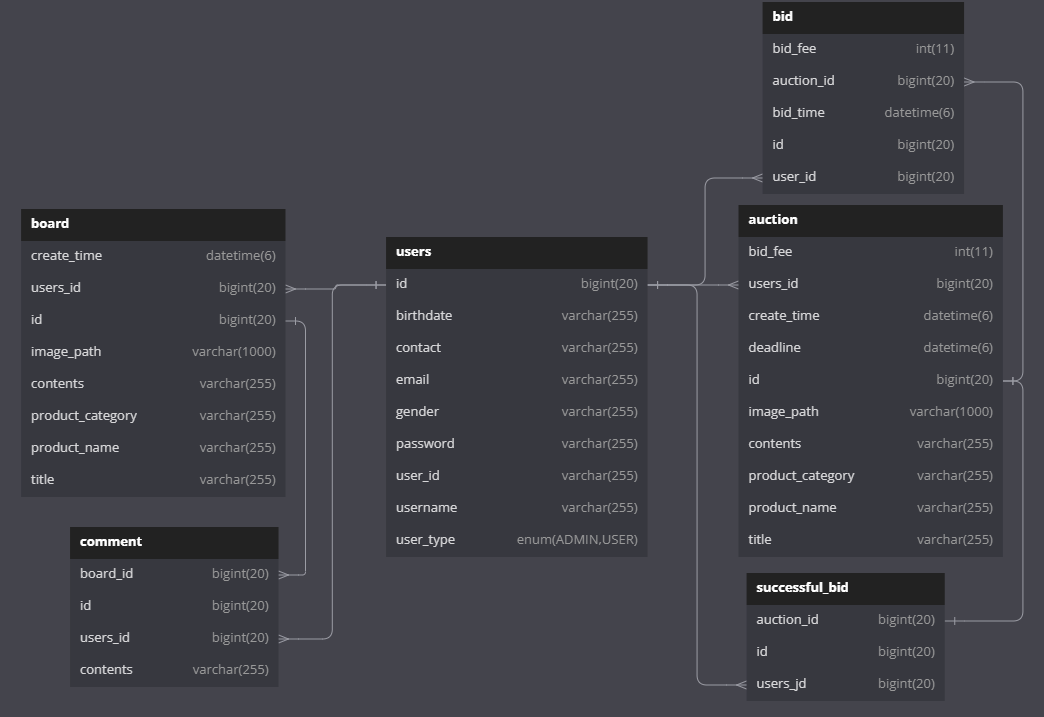 bid
bid_fee int(11)
auction_id bigint(20)
bid_time datetime(6)
id bigint(20)
user_id bigint(20)
board
create_time datetime(6)
users_id bigint(20)
id bigint(20)
image_path varchar(1000)
contents varchar(255)
product_category varchar(255)
product_name varchar(255)
title varchar(255)
users
id bigint(20)
birthdate varchar(255)
contact varchar(255)
email varchar(255)
gender varchar(255)
password varchar(255)
user_id varchar(255)
username varchar(255)
user_type enum(ADMIN,USER)
auction
bid_fee int(11)
users_id bigint(20)
create_time datetime(6)
deadline datetime(6)
id bigint(20)
image_path varchar(1000)
contents varchar(255)
product_category varchar(255)
product_name varchar(255)
title varchar(255)
comment
board_id bigint(20)
id bigint(20)
users_id bigint(20)
contents varchar(255)
successful_bid
auction_id bigint(20)
id bigint(20)
users_jd bigint(20)